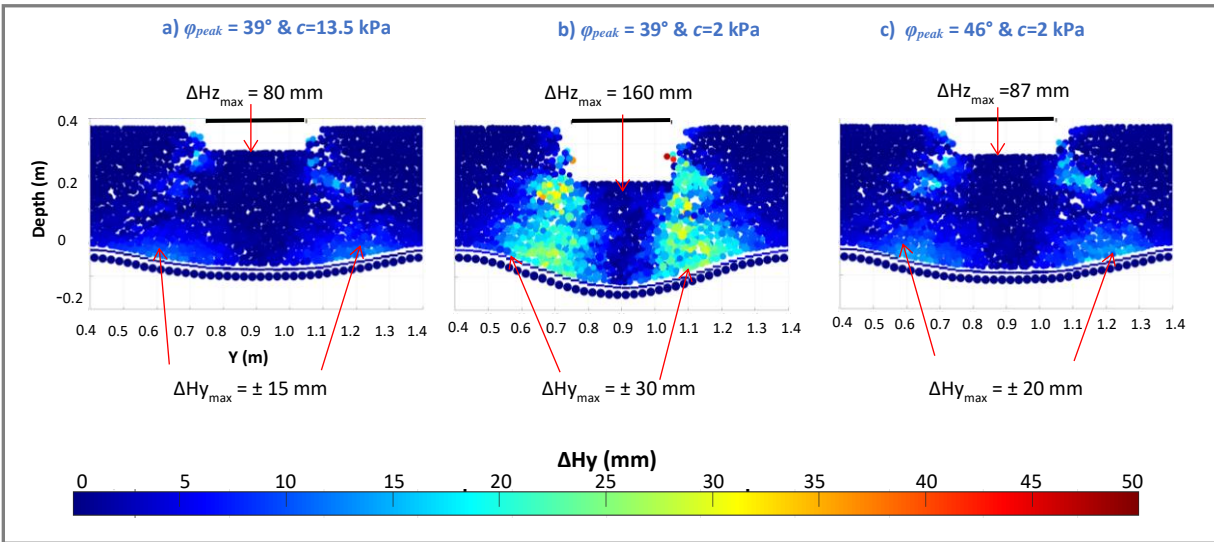 a) φpeak = 39° & c=13.5 kPa
b) φpeak = 39° & c=2 kPa
c) φpeak = 46° & c=2 kPa
ΔHzmax = 80 mm
ΔHzmax = 160 mm
ΔHzmax =87 mm
Depth (m)
0.4
0.2
0
-0.2
0.4 0.5 0.6 0.7 0.8 0.9 1.0 1.2 1.3 1.4
0.4 0.5 0.6 0.7 0.8 0.9 1.0 1.1 1.2 1.3 1.4
0.4 0.5 0.6 0.7 0.8 0.9 1.0 1.1 1.2 1.3 1.4
Y (m)
ΔHymax = ± 15 mm
ΔHymax = ± 30 mm
ΔHymax = ± 20 mm
ΔHy (mm)
0 5 10 15 20 25 30 35 40 45 50